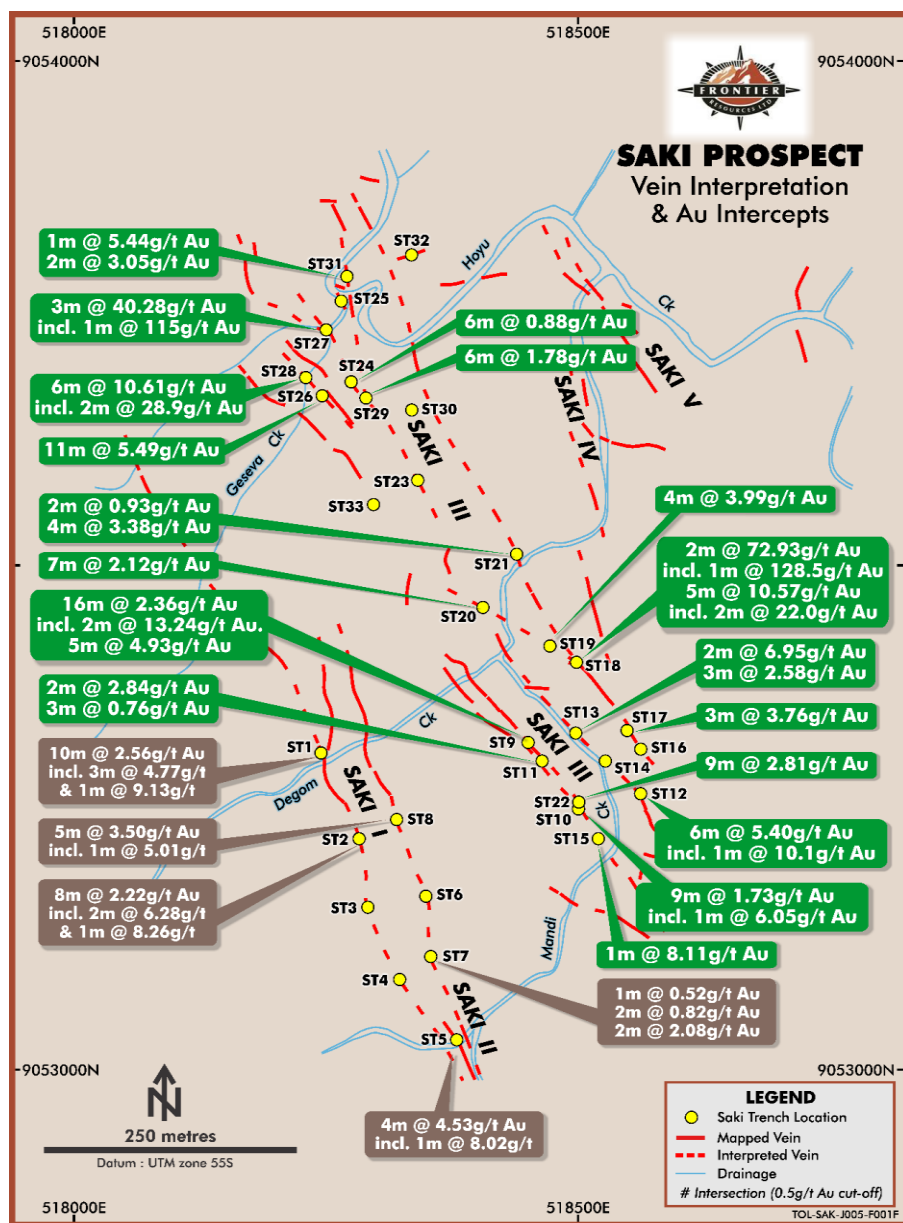 518000
518500
9054000N
9054000N
FRONTIER
RESOURCES LTD
SAKI PROSPECT
Vein Interpretation
& Au Intercepts
Hoyu
Ck
1m @ 5.44g/t Au
2m @ 3.05g/t Au
ST32
ST31
ST25
3m @ 40.28g/t Au
incl. 1m @ 115g/t Au
ST27
6m @ 0.88g/t Au
6m @ 1.78g/t Au
ST28
ST24
ST26
ST29
ST30
6m @ 10.61g/t Au
incl. 2m @ 28.9g/t Au
11m @ 5.49g/t Au
SAKI V
SAKI IV
SAKI III
Geseva Ck
ST23
ST33
2m @ 0.93g/t Au
4m @ 3.38g/t Au
4m @ 3.99g/t Au
ST21
7m @ 2.12g/t Au
2m @ 72.93g/t Au
incl. 1m @ 128.5g/t Au
5m @ 10.57g/t Au
incl. 2m @ 22.0g/t Au
ST20
16m @ 2.36g/t Au
incl. 2m @ 13.24g/t Au.
5m @ 4.93g/t Au
ST19
ST18
2m @ 6.95g/t Au
3m @ 2.58g/t Au
2m @ 2.84g/t Au
3m @ 0.76g/t Au
ST13
ST17
3m @ 3.76g/t Au
ST9
ST16
ST1
ST11
SAKI III
ST14
10m @ 2.56g/t Au
incl. 3m @ 4.77g/t
& 1m @ 9.13g/t
Degom
Ck
9m @ 2.81g/t Au
SAKI I
ST12
ST22
ST10
Ck
5m @ 3.50g/t Au
incl. 1m @ 5.01g/t
ST8
ST2
ST15
6m @ 5.40g/t Au
incl. 1m @ 10.1g/t Au
8m @ 2.22g/t Au
incl. 2m @ 6.28g/t
& 1m @ 8.26g/t
ST3
ST6
9m @ 1.73g/t Au
incl. 1m @ 6.05g/t Au
Mandi
1m @ 8.11g/t Au
ST7
ST4
SAKI II
1m @ 0.52g/t Au
2m @ 0.82g/t Au
2m @ 2.08g/t Au
ST5
9053000N
9053000N
4m @ 4.53g/t Au
incl. 1m @ 8.02g/t
N
250 metres
Datum : UTM zone 55S
LEGEND
Saki Trench Location
Mapped Vein
Interpreted Vein
Drainage
# Intersection (0.5g/t Au cut-off)
518000
518500
TOL-SAK-J005-F001F